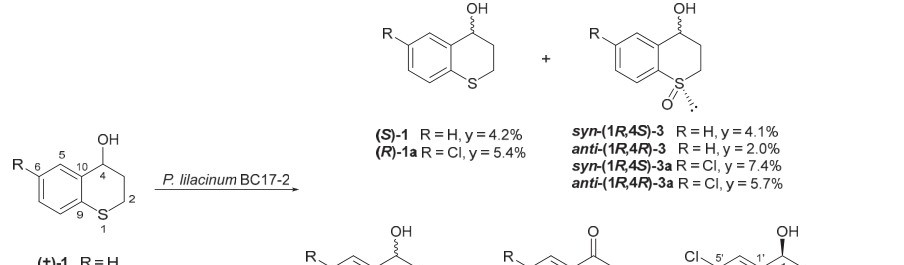 OH
OH
R
R
+
S
S
O
(S)-1 R = H, y = 4.2%
(R)-1a R = Cl, y = 5.4%
syn-(1R,4S)-3 R = H, y = 4.1%
anti-(1R,4R)-3 R = H, y = 2.0%
syn-(1R,4S)-3a R = Cl, y = 7.4%
anti-(1R,4R)-3a R = Cl, y = 5.7%
OH
R 6 5 10 4
2
9 S
1
P. lilacinum BC17-2
(±)-1 R = H
OH O OH
R R Cl 5' 1'